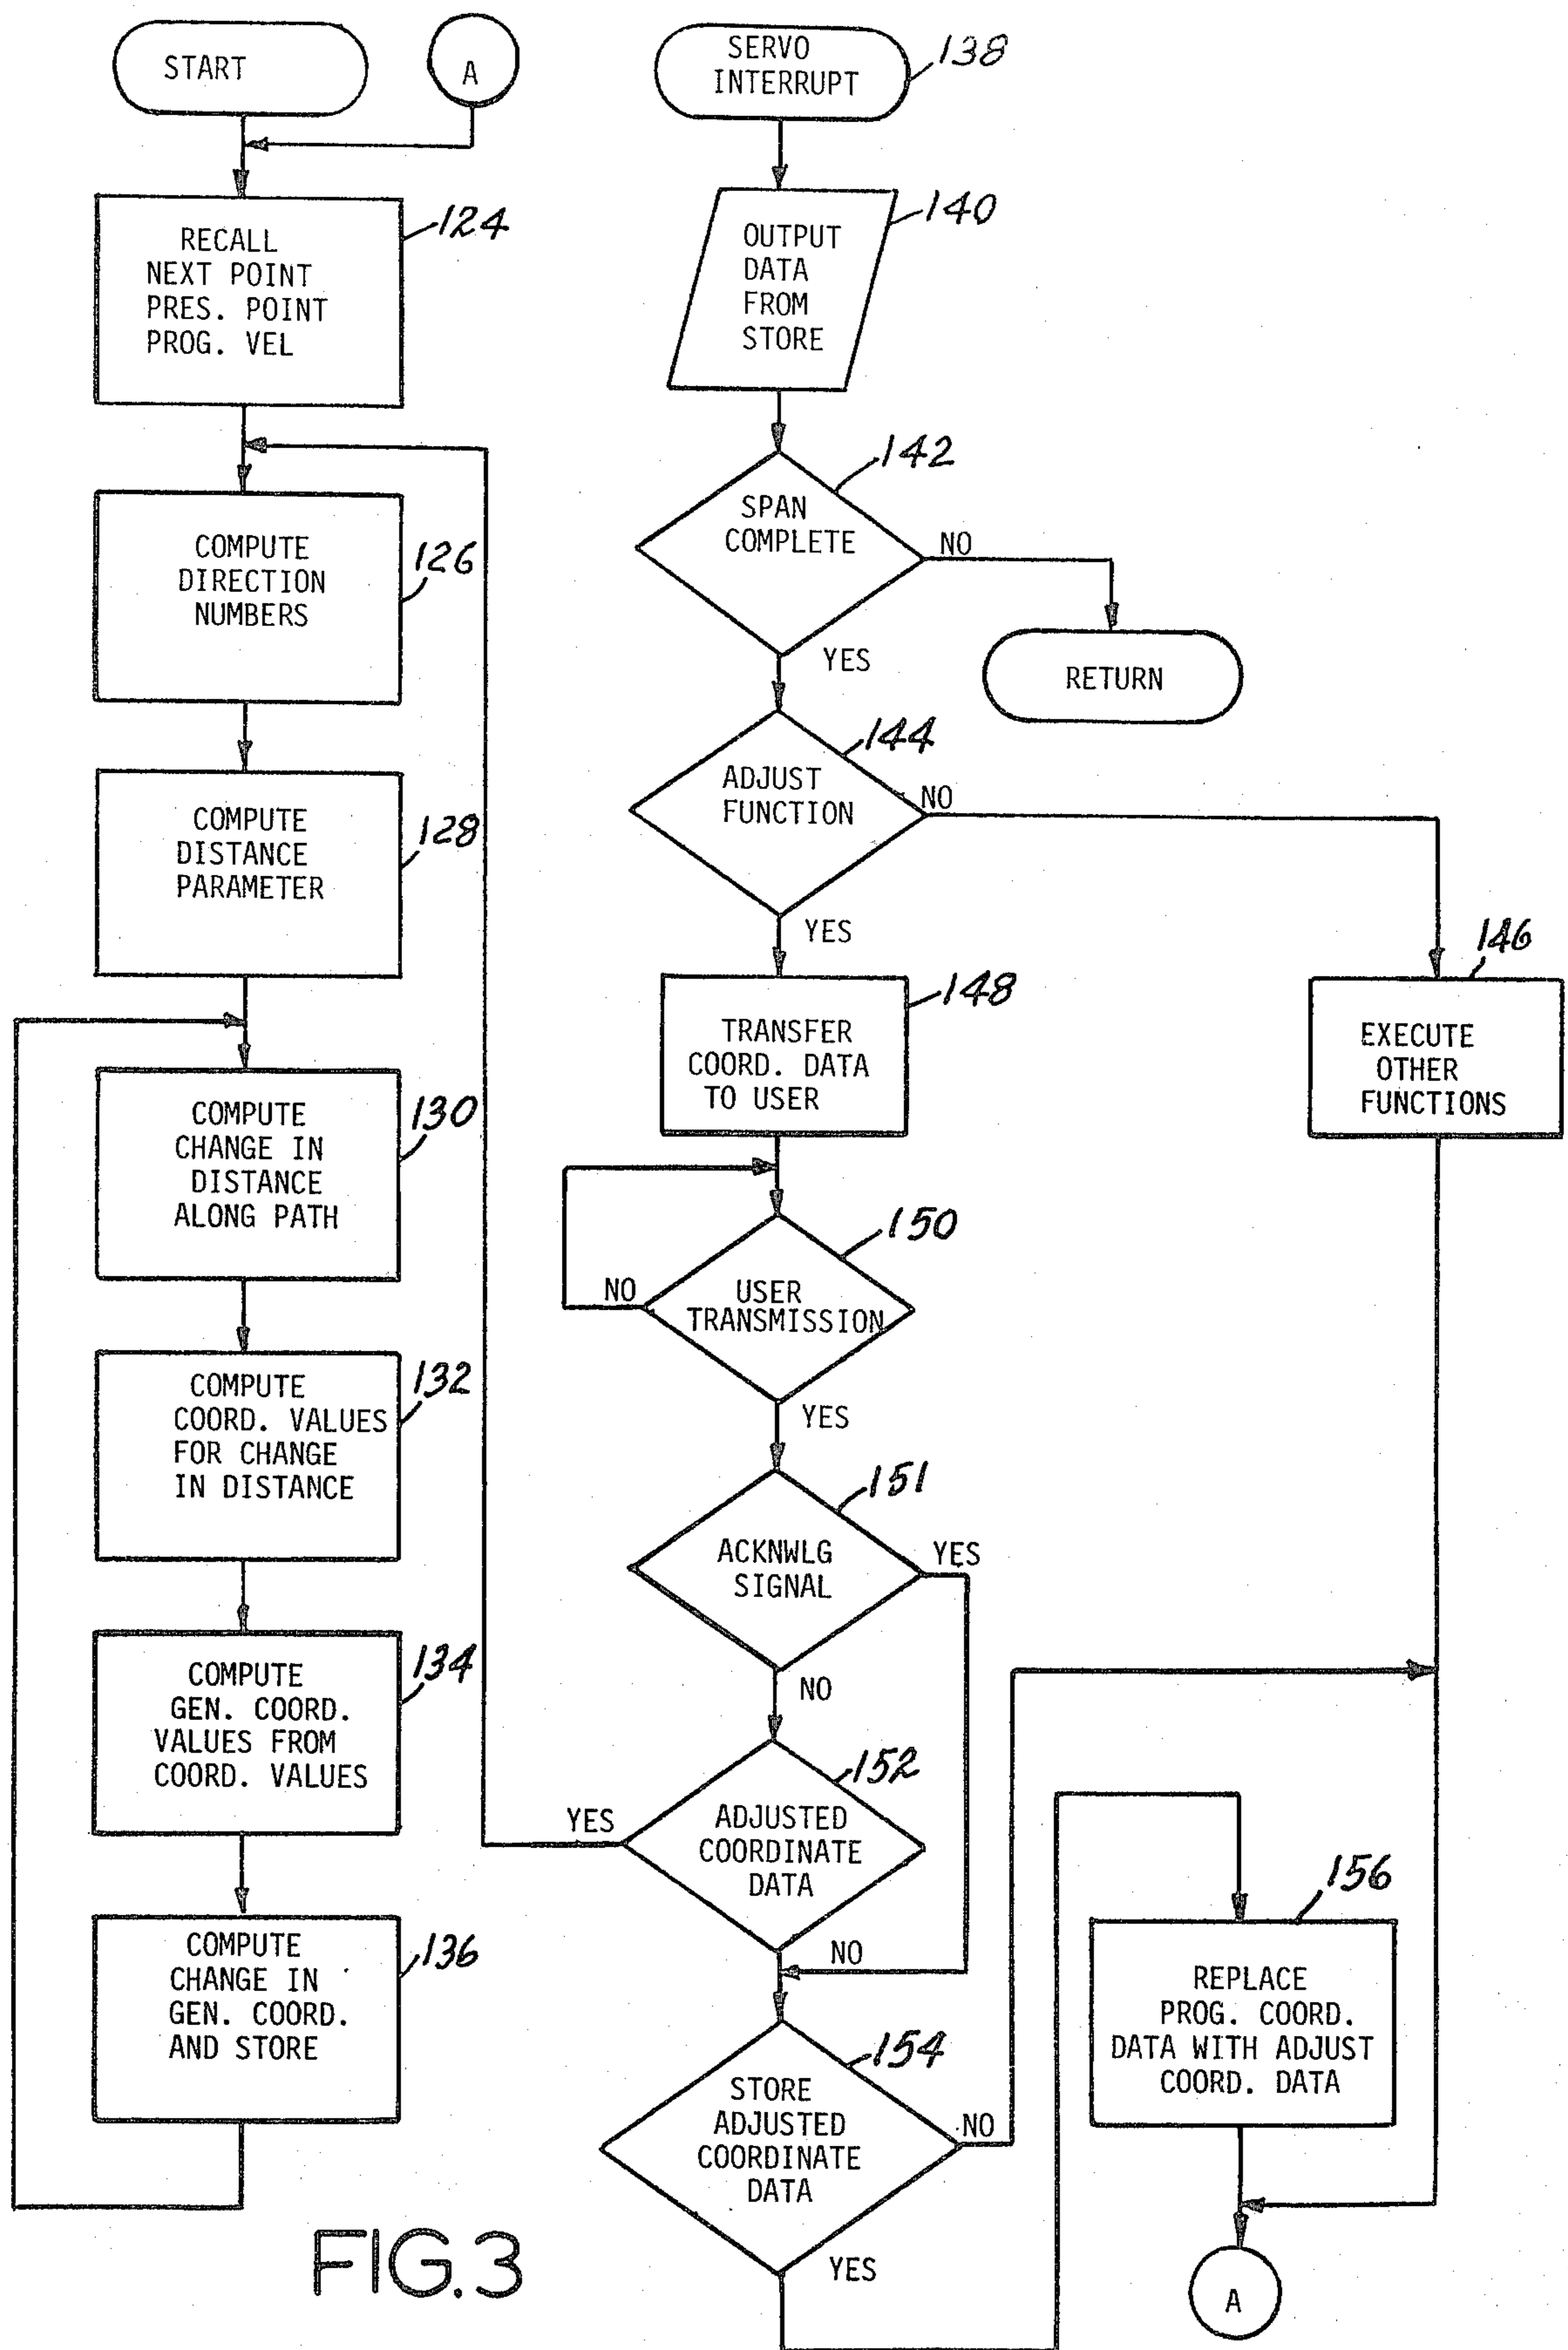 START
A
124
RECALL
NEXT POINT
PRES. POINT
PROG. VEL
126
COMPUTE
DIRECTION
NUMBERS
128
COMPUTE
DISTANCE
PARAMETER
130
COMPUTE
CHANGE IN
DISTANCE
ALONG PATH
132
COMPUTE
COORD. VALUES
FOR CHANGE
IN DISTANCE
134
COMPUTE
GEN. COORD.
VALUES FROM
COORD. VALUES
136
COMPUTE
CHANGE IN
GEN. COORD.
AND STORE
SERVO
INTERRUPT
138
140
OUTPUT
DATA
FROM
STORE
142
SPAN
COMPLETE
NO
YES
RETURN
144
ADJUST
FUNCTION
NO
YES
146
EXECUTE
OTHER
FUNCTIONS
148
TRANSFER
COORD. DATA
TO USER
150
USER
TRANSMISSION
NO
YES
151
ACKNWLG
SIGNAL
YES
NO
152
ADJUSTED
COORDINATE
DATA
YES
NO
154
STORE
ADJUSTED
COORDINATE
DATA
NO
YES
156
REPLACE
PROG. COORD.
DATA WITH ADJUST
COORD. DATA
A
FIG.3